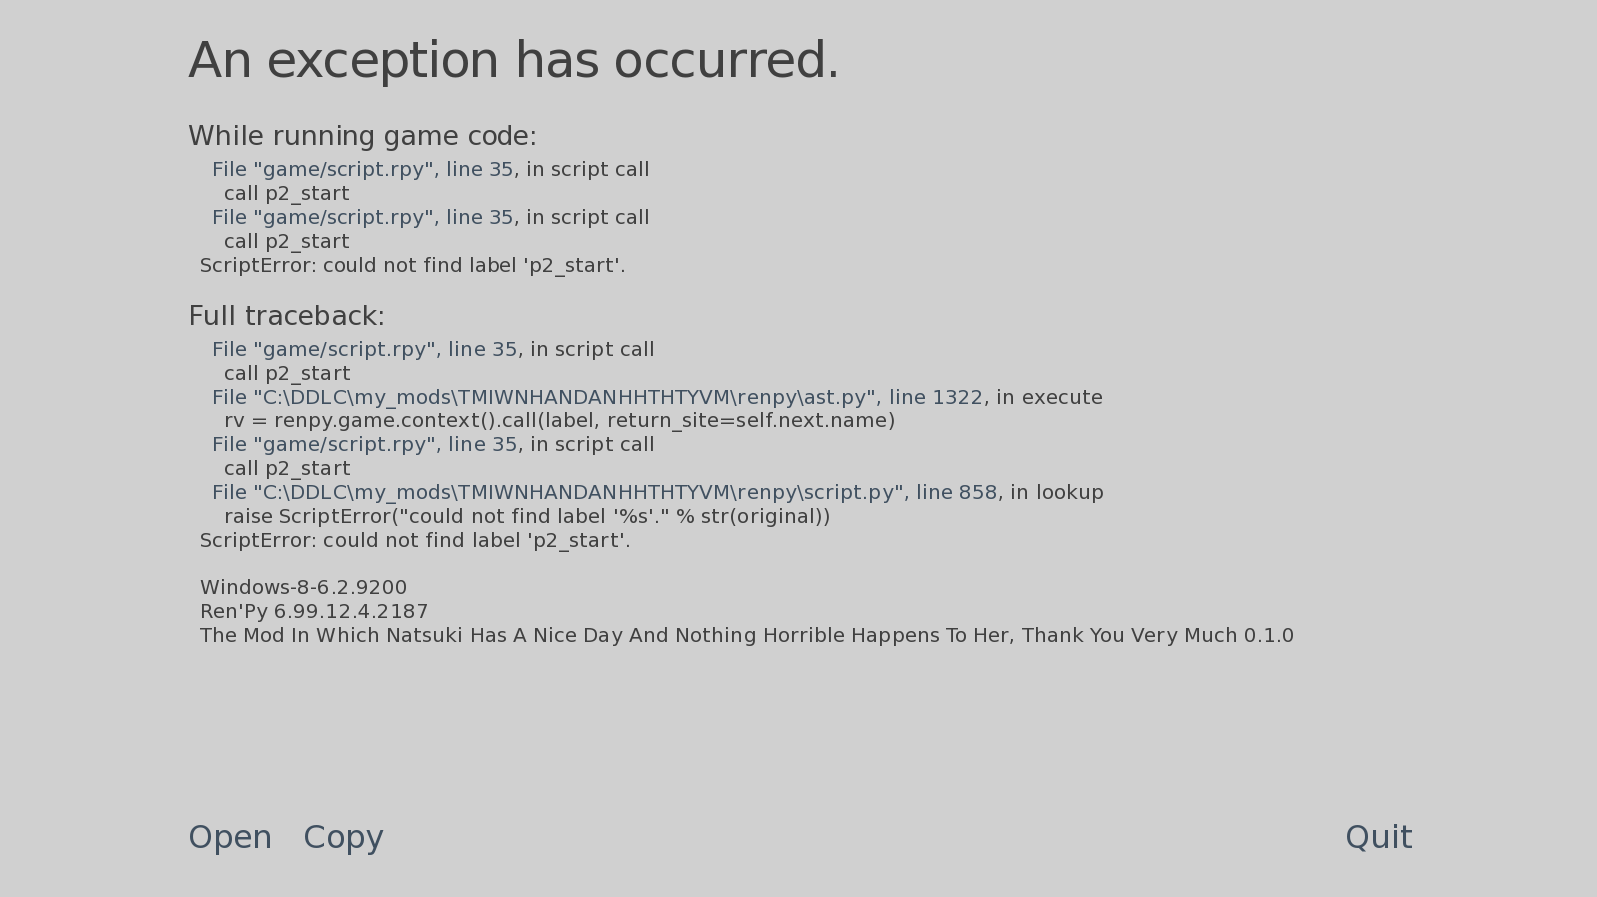 An exception has occurred.
While running game code:
File "game/script.rpy", line 35, in script call
call p2_start
File "game/script.rpy", line 35, in script call
call p2_start
ScriptError: could not find label 'p2_start'.
Full traceback:
File "game/script.rpy", line 35, in script call
call p2_start
File "C:\DDLC\my_mods\TMIWNHANDANHHTHTYVM\renpy\ast.py", line 1322, in execute
rv = renpy.game.context().call(label, return_site=self.next.name)
File "game/script.rpy", line 35, in script call
call p2_start
File "C:\DDLC\my_mods\TMIWNHANDANHHTHTYVM\renpy\script.py", line 858, in lookup
raise ScriptError("could not find label '%s'." % str(original))
ScriptError: could not find label 'p2_start'.
Windows-8-6.2.9200
Ren'Py 6.99.12.4.2187
The Mod In Which Natsuki Has A Nice Day And Nothing Horrible Happens To Her, Thank You Very Much 0.1.0
Open Copy Quit